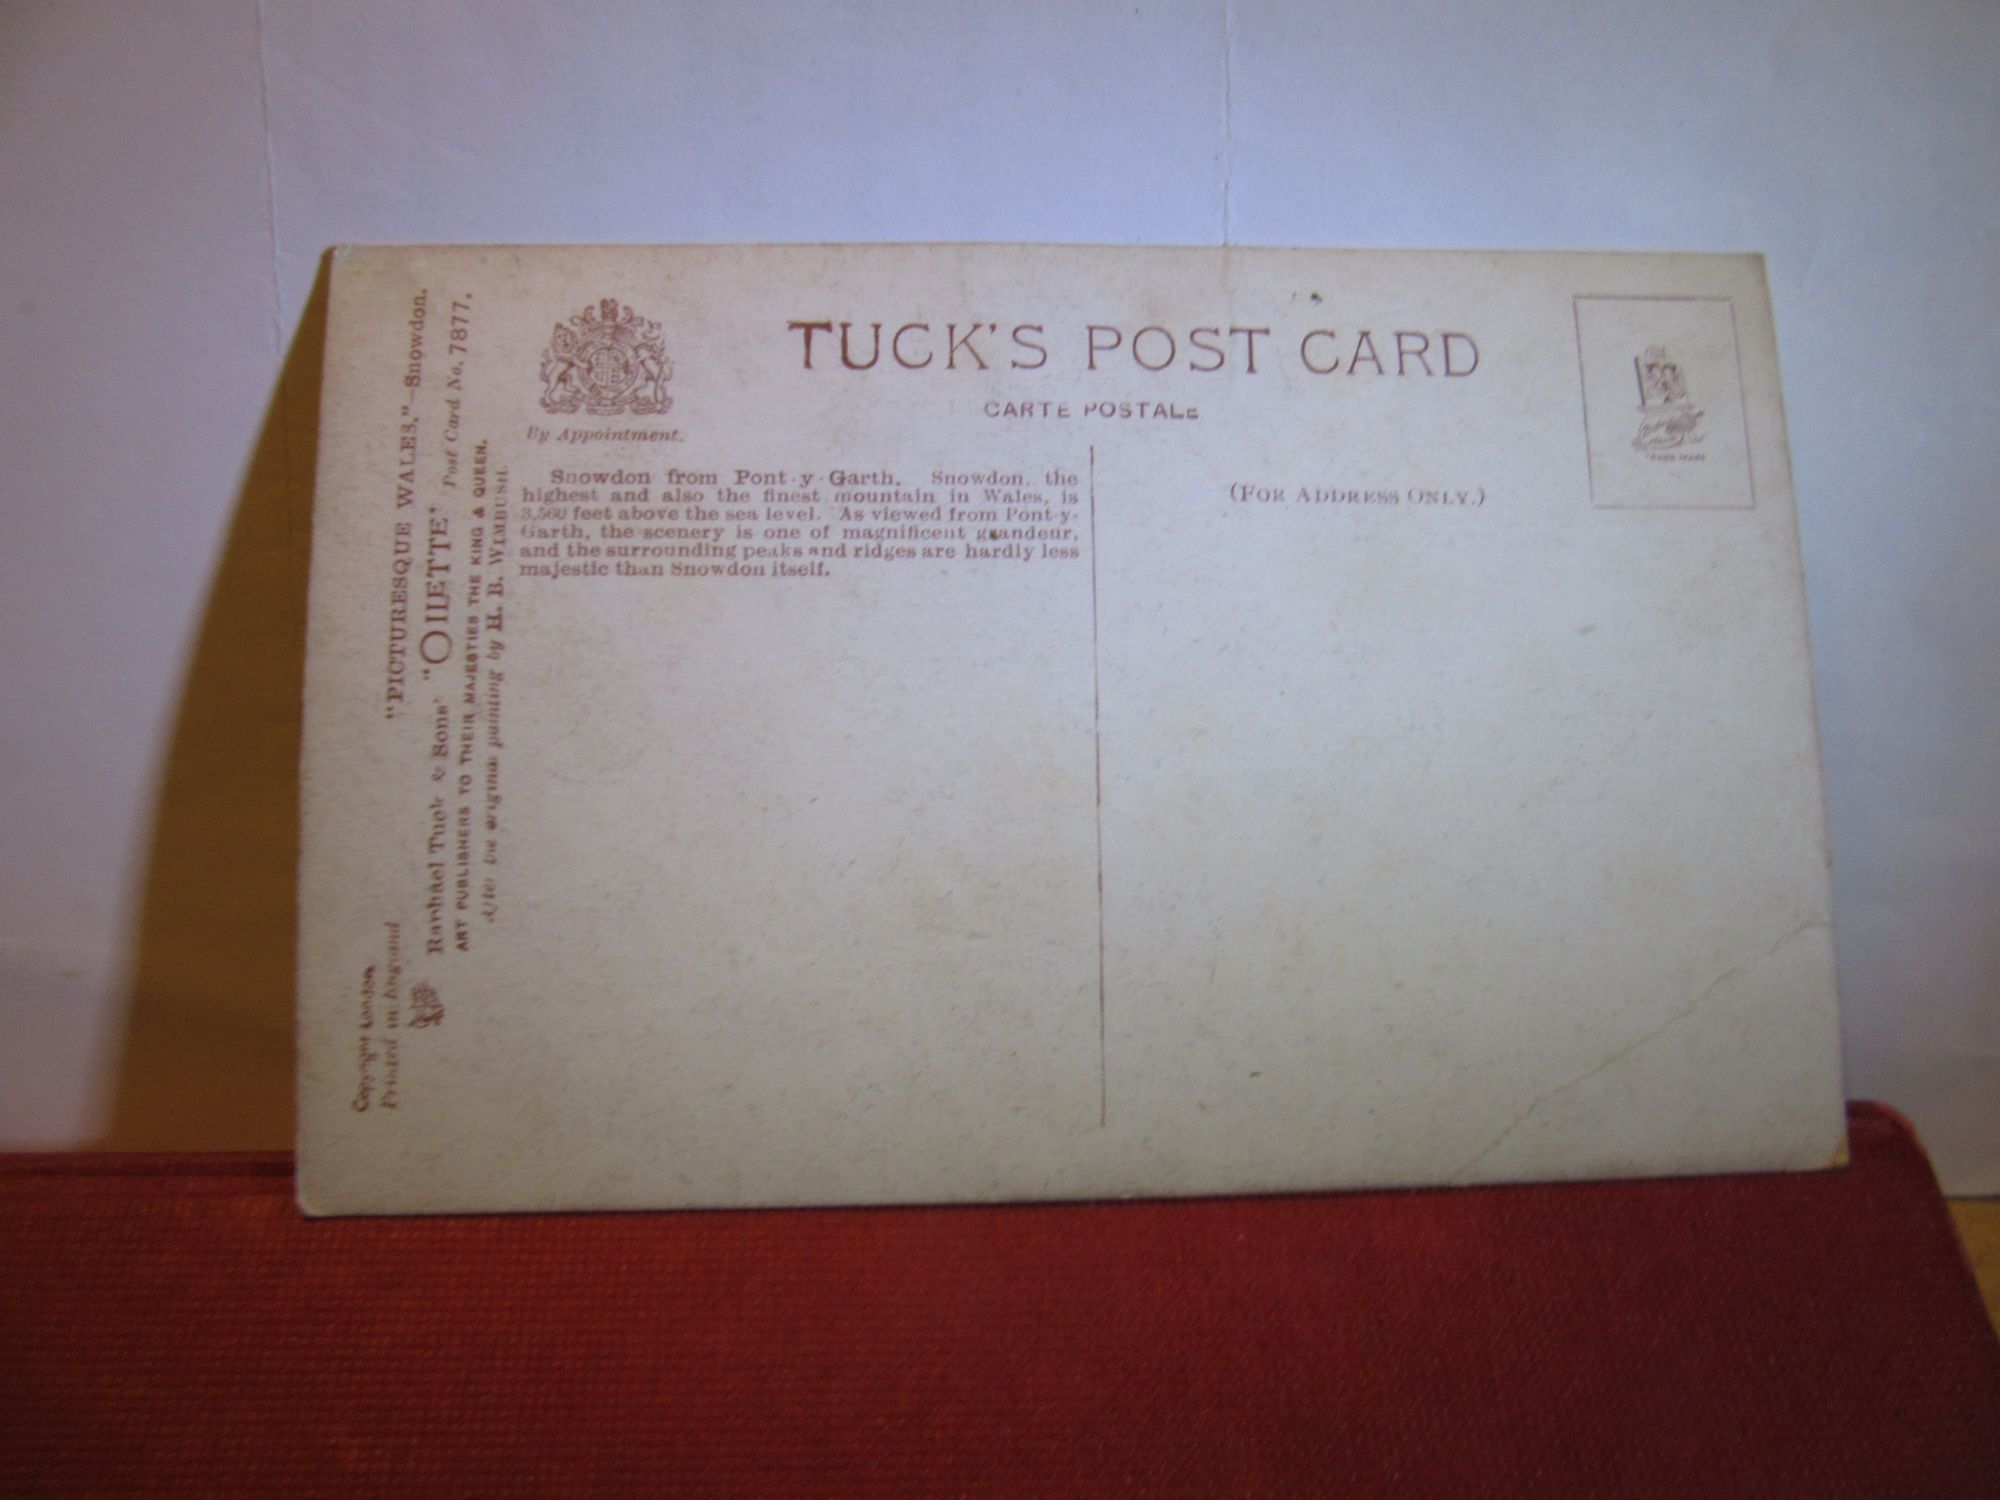 TUCK'S POST CARD
CARTE POSTALE
By Appointment.
(FOR ADDRESS ONLY.)
TRADE MARK
Snowdon from Pont-y-Garth. Snowdon, the
highest and also the finest mountain in Wales, is
3,560 feet above the sea level. As viewed from Pont-y-
Garth, the scenery is one of magnificent grandeur,
and the surrounding peaks and ridges are hardly less
majestic than Snowdon itself.
"PICTURESQUE WALES."—Snowdon.
Raphael Tuck & Sons' "OILETTE" Post Card No. 7877.
ART PUBLISHERS TO THEIR MAJESTIES THE KING & QUEEN.
After the original painting by H. B. WIMBUSH.
Copyright London
Printed in England